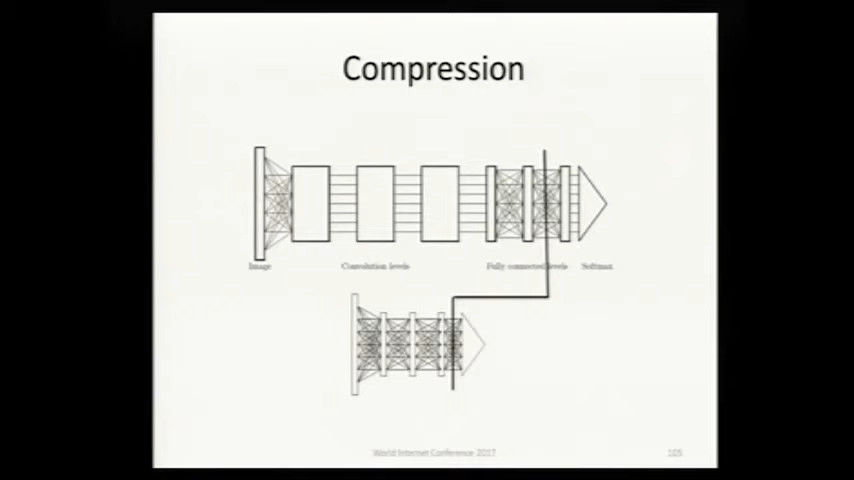 Compression
Image
Convolution levels
Fully connected levels
Softmax
World Internet Conference 2017
105